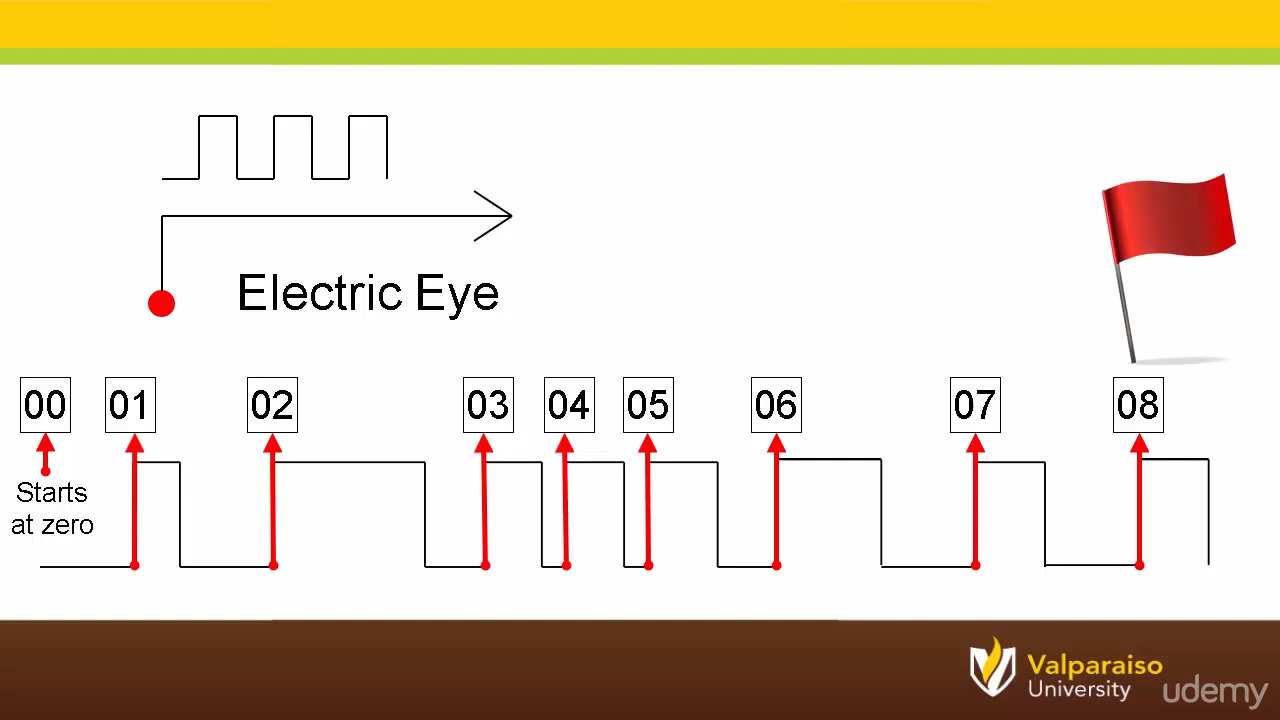 Electric Eye
00 01 02 03 04 05 06 07 08
Starts
at zero
Valparaiso
University
udemy